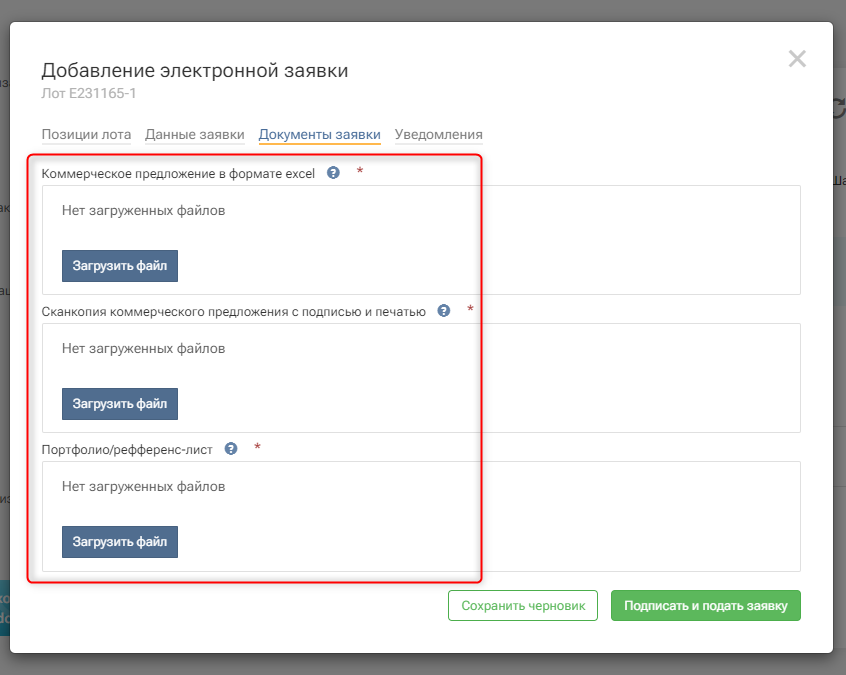 Добавление электронной заявки
Лот E231165-1
Позиции лота Данные заявки Документы заявки Уведомления
Коммерческое предложение в формате excel ? *
Нет загруженных файлов
Загрузить файл
Сканкопия коммерческого предложения с подписью и печатью ? *
Нет загруженных файлов
Загрузить файл
Портфолио/рефференс-лист ? *
Нет загруженных файлов
Загрузить файл
Сохранить черновик Подписать и подать заявку